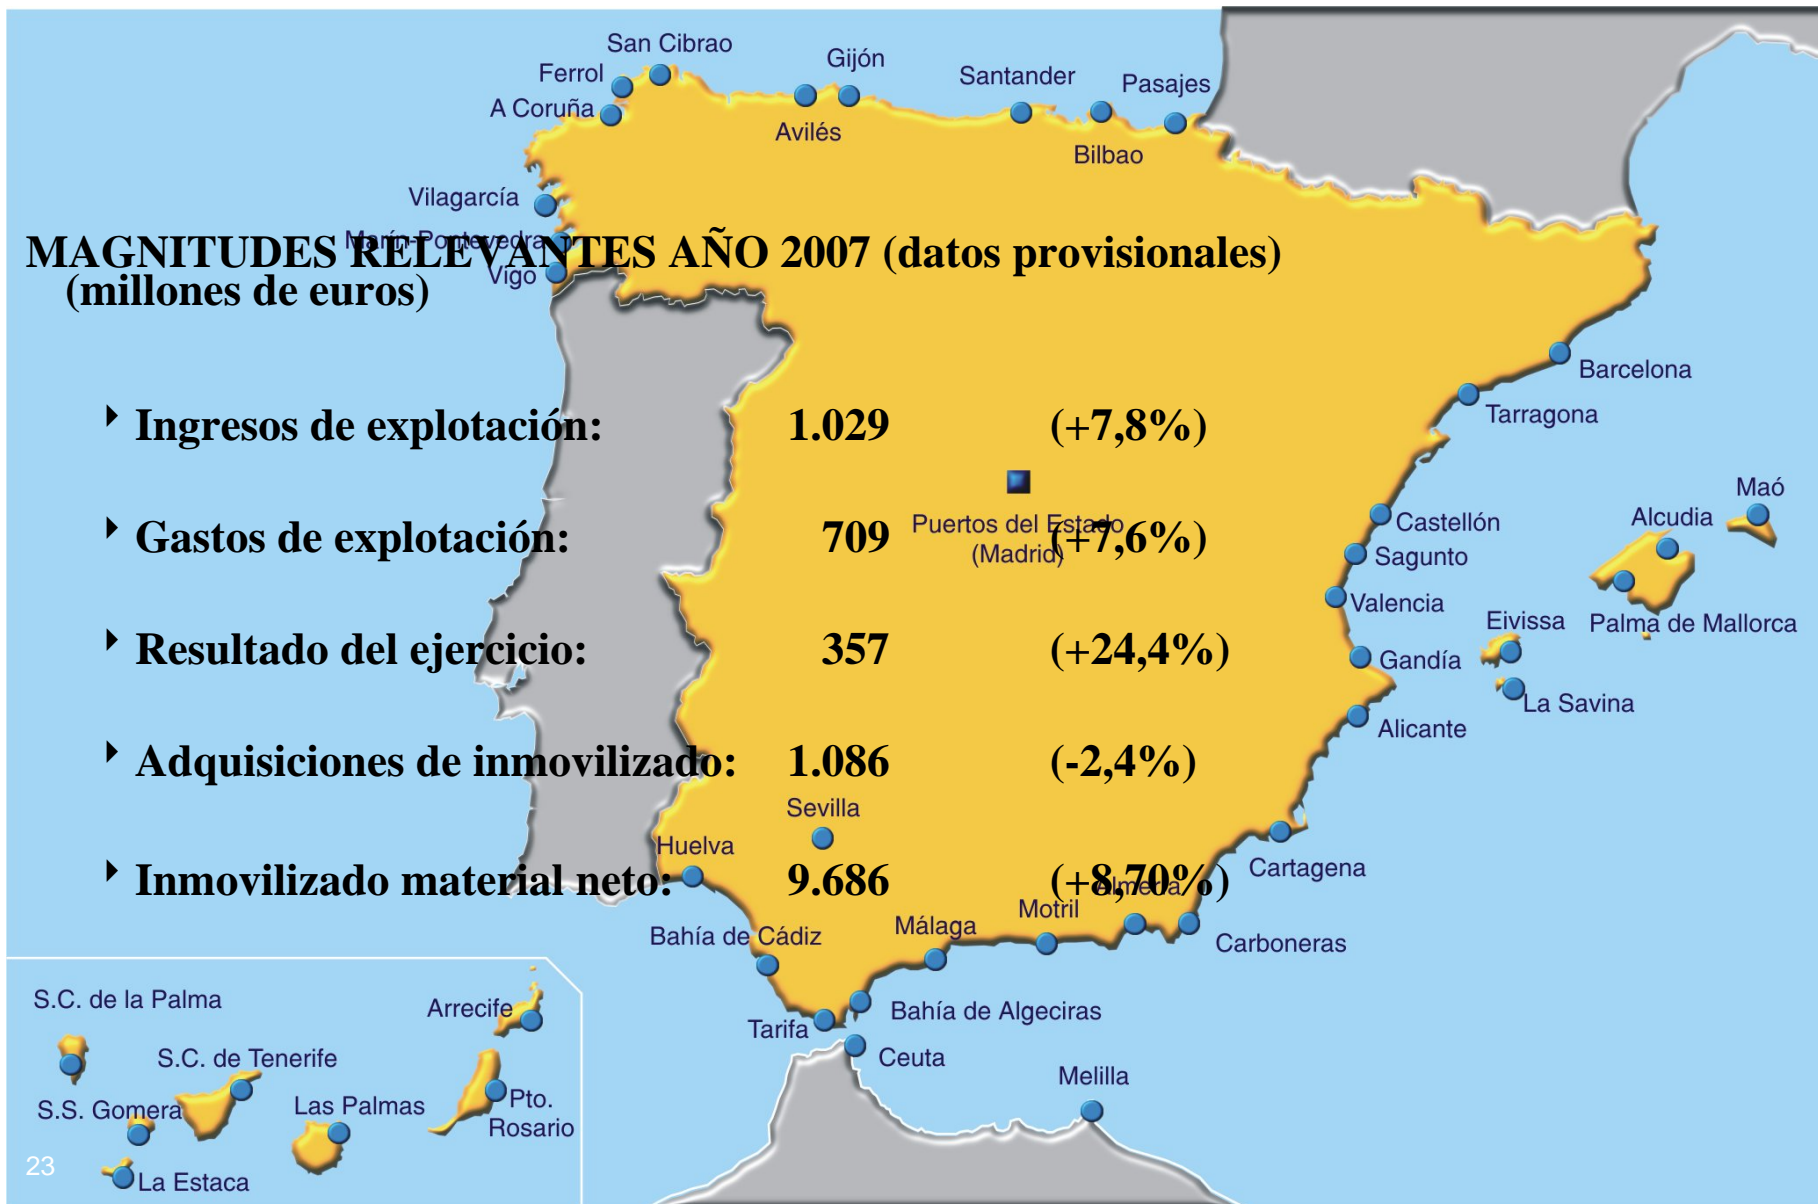 San Cibrao
Ferrol
A Coruña
Gijón
Avilés
Santander
Bilbao
Pasajes
Vilagarcía
Marín-Pontevedra
Vigo
MAGNITUDES RELEVANTES AÑO 2007 (datos provisionales)
(millones de euros)
Barcelona
Tarragona
Ingresos de explotación: 1.029 (+7,8%)
Puertos del Estado
(Madrid)
Gastos de explotación: 709 (+7,6%)
Castellón
Sagunto
Valencia
Maó
Alcudia
Palma de Mallorca
Eivissa
La Savina
Resultado del ejercicio: 357 (+24,4%)
Gandía
Alicante
Adquisiciones de inmovilizado: 1.086 (-2,4%)
Sevilla
Huelva
Inmovilizado material neto: 9.686 (+8,70%)
Cartagena
Almería
Motril
Málaga
Carboneras
Bahía de Cádiz
Bahía de Algeciras
Tarifa
Ceuta
Melilla
S.C. de la Palma
Arrecife
S.C. de Tenerife
S.S. Gomera
Las Palmas
Pto.
Rosario
La Estaca
23